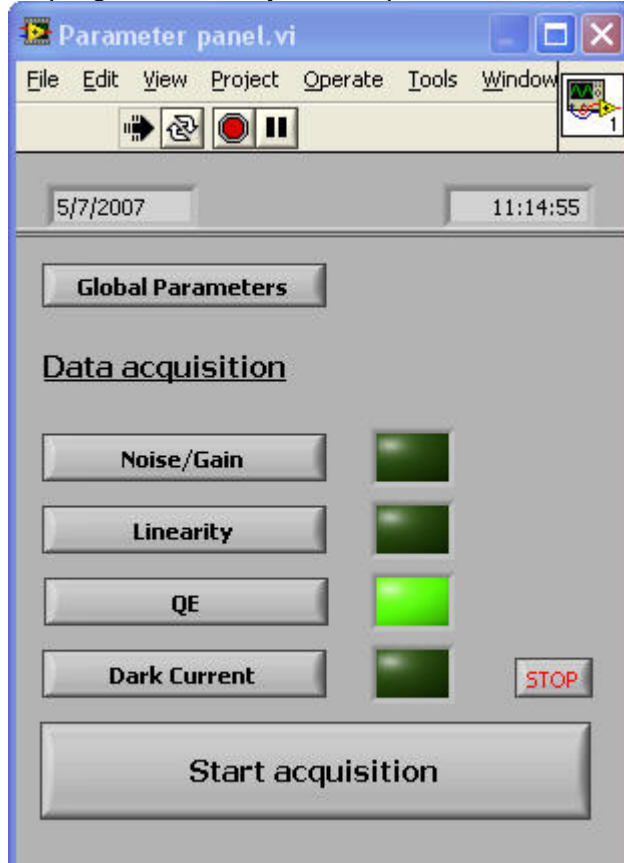 Parameter panel.vi
File Edit View Project Operate Tools Window
1
5/7/2007 11:14:55
Global Parameters
Data acquisition
Noise/Gain
Linearity
QE
Dark Current
STOP
Start acquisition